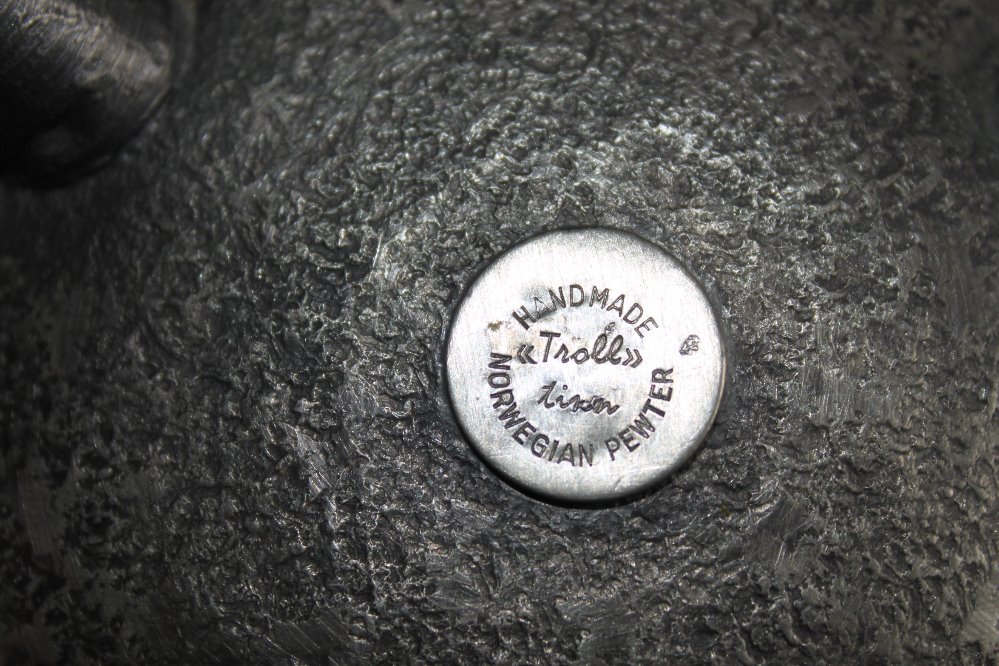 HANDMADE
«Troll»
tinn
NORWEGIAN PEWTER